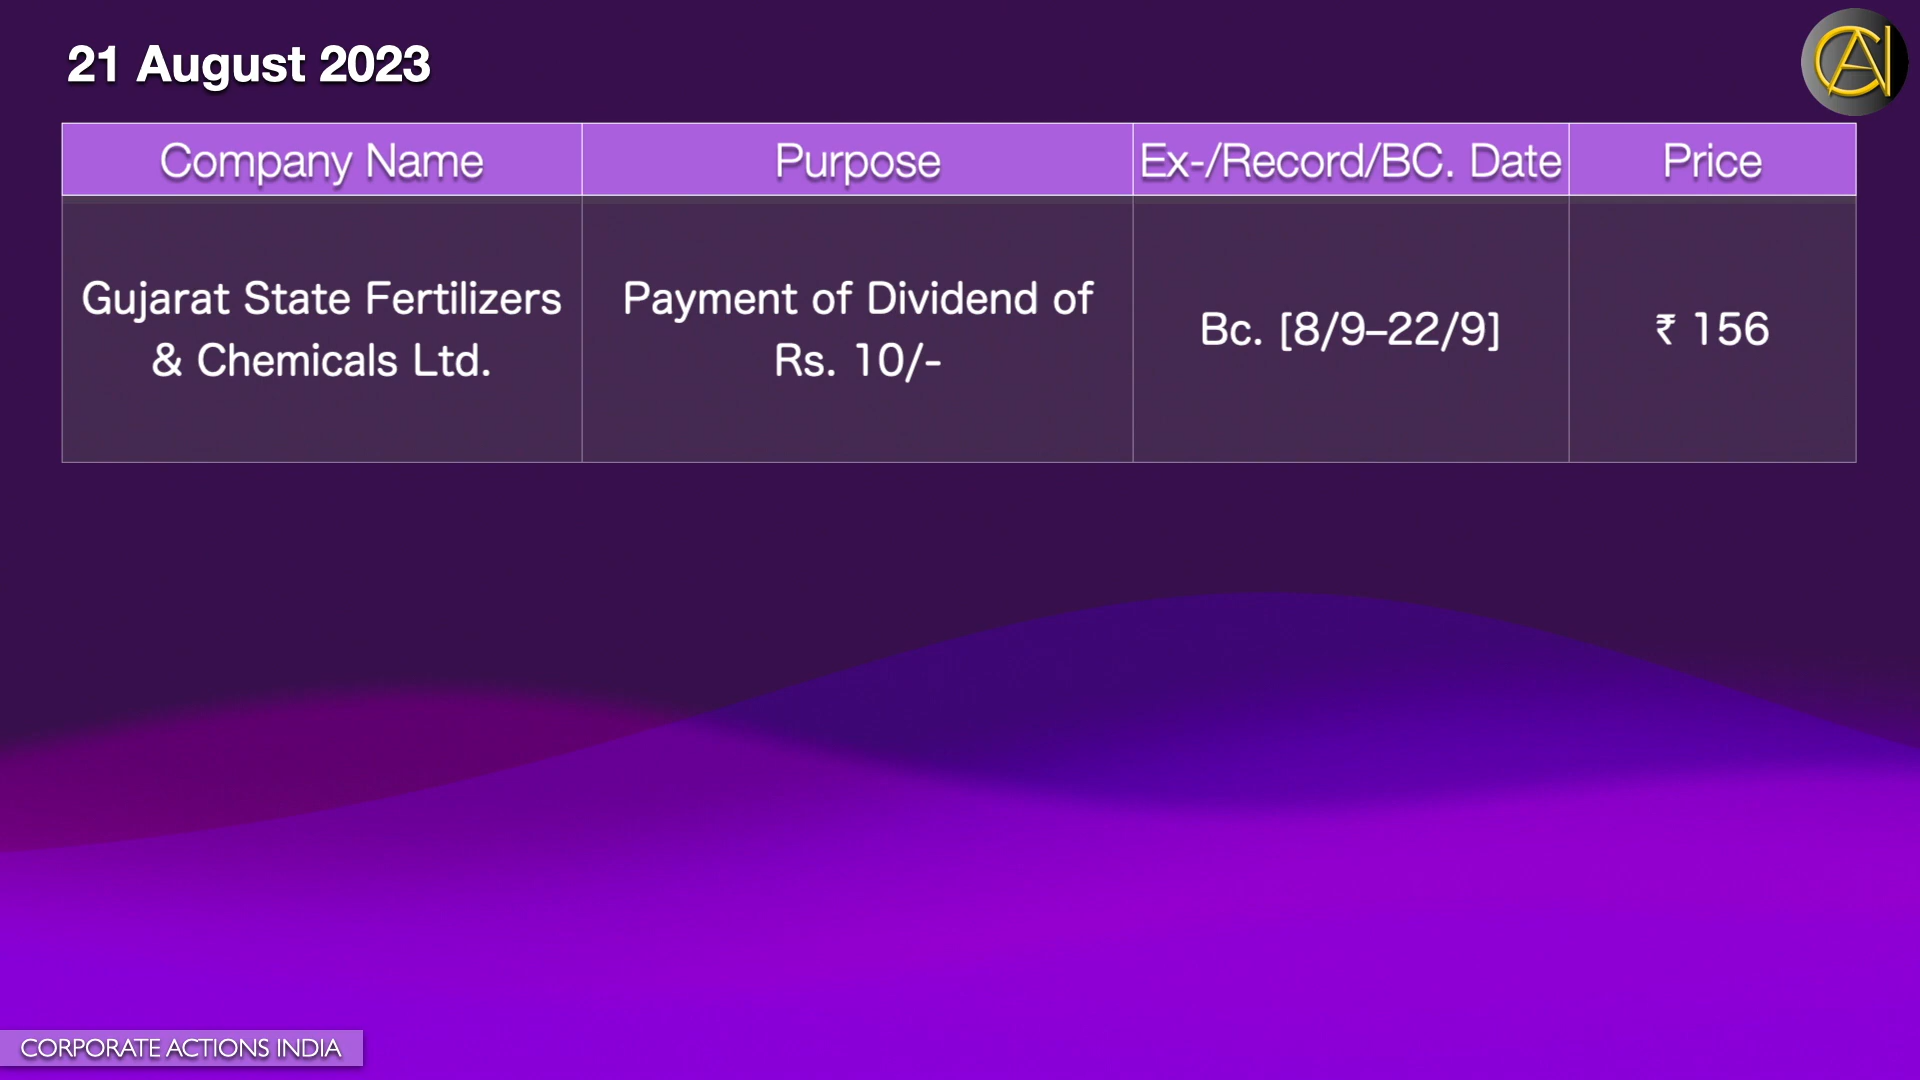 21 August 2023
CAI
Company Name
Purpose
Ex-/Record/BC. Date
Price
Gujarat State Fertilizers
& Chemicals Ltd.
Payment of Dividend of
Rs. 10/-
Bc. [8/9–22/9]
₹ 156
CORPORATE ACTIONS INDIA